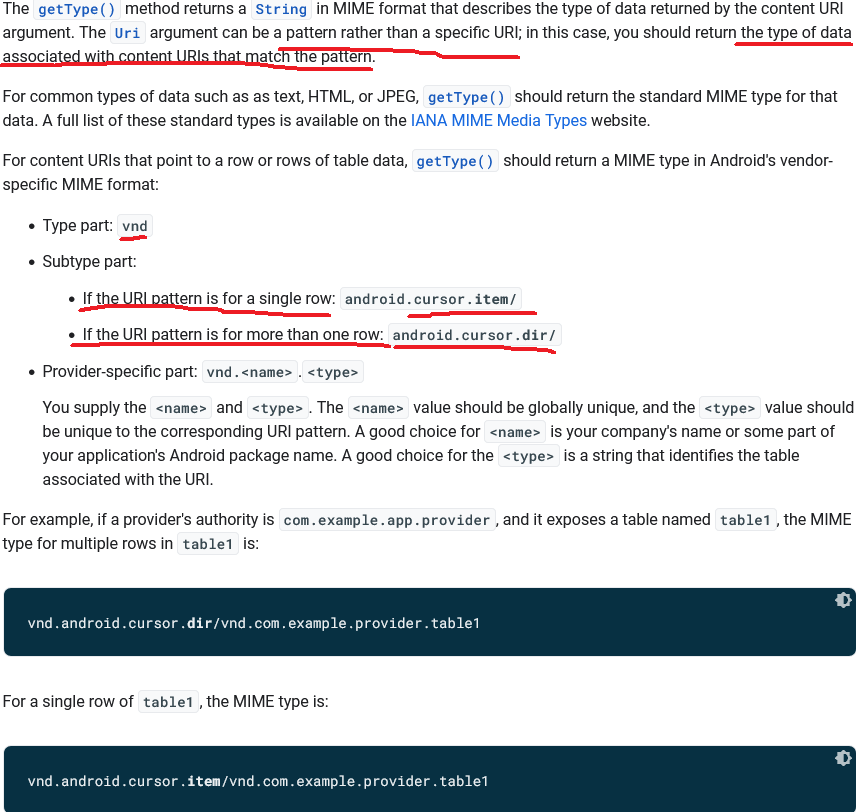 The getType() method returns a String in MIME format that describes the type of data returned by the content URI
argument. The Uri argument can be a pattern rather than a specific URI; in this case, you should return the type of data
associated with content URIs that match the pattern.
For common types of data such as as text, HTML, or JPEG, getType() should return the standard MIME type for that
data. A full list of these standard types is available on the IANA MIME Media Types website.
For content URIs that point to a row or rows of table data, getType() should return a MIME type in Android's vendor-
specific MIME format:
• Type part: vnd
• Subtype part:
• If the URI pattern is for a single row: android.cursor.item/
• If the URI pattern is for more than one row: android.cursor.dir/
• Provider-specific part: vnd.<name>.<type>
You supply the <name> and <type>. The <name> value should be globally unique, and the <type> value should
be unique to the corresponding URI pattern. A good choice for <name> is your company's name or some part of
your application's Android package name. A good choice for the <type> is a string that identifies the table
associated with the URI.
For example, if a provider's authority is com.example.app.provider, and it exposes a table named table1, the MIME
type for multiple rows in table1 is:
vnd.android.cursor.dir/vnd.com.example.provider.table1
For a single row of table1, the MIME type is:
vnd.android.cursor.item/vnd.com.example.provider.table1